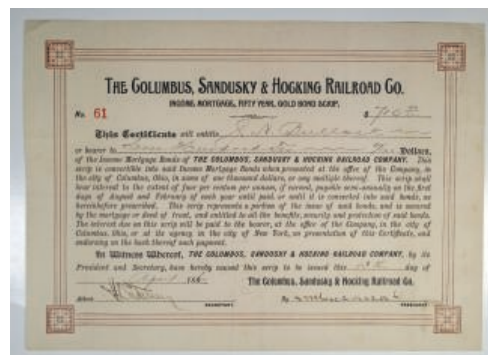 THE COLUMBUS, SANDUSKY & HOCKING RAILROAD CO.
INCOME MORTGAGE, FIFTY YEAR, GOLD BOND SCRIP,
No. 61 $
This Certificate will entitle
or bearer to Dollars,
of the Income Mortgage Bonds of THE COLUMBUS, SANDUSKY & HOCKING RAILROAD COMPANY. This
scrip is convertible into said Income Mortgage Bonds when presented at the office of the Company, in
the city of Columbus, Ohio, in sums of one thousand dollars, or any multiple thereof. This scrip shall
bear interest to the extent of four per centum per annum, if earned, payable semi-annually on the first
days of August and February of each year until paid, or until it is converted into said bonds, as
hereinbefore prescribed. This scrip represents a portion of the issue of said bonds, and is secured
by the mortgage or deed of trust, and entitled to all the benefits, security and protection of said bonds.
The interest due on this scrip will be paid to the bearer, at the office of the Company, in the city of
Columbus, Ohio, or at its agency, in the city of New York, on presentation of this Certificate, and
endorsing on the back thereof such payment.
In Witness Whereof, THE COLUMBUS, SANDUSKY & HOCKING RAILROAD COMPANY, by its
President and Secretary, have hereby caused this scrip to be issued this day of
April 189
The Columbus, Sandusky & Hocking Railroad Co.
Attest By
SECRETARY. PRESIDENT.